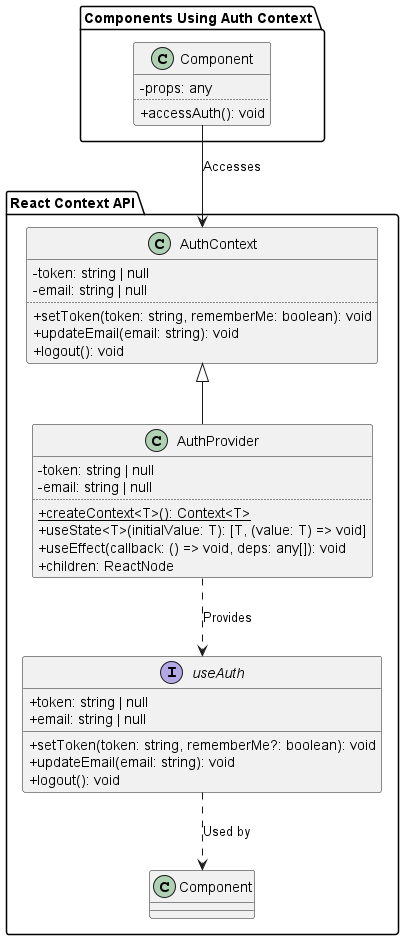 Components Using Auth Context
C Component
-props: any
+accessAuth(): void
Accesses
React Context API
C AuthContext
-token: string | null
-email: string | null
+setToken(token: string, rememberMe: boolean): void
+updateEmail(email: string): void
+logout(): void
C AuthProvider
-token: string | null
-email: string | null
+createContext<T>(): Context<T>
+useState<T>(initialValue: T): [T, (value: T) => void]
+useEffect(callback: () => void, deps: any[]): void
+children: ReactNode
Provides
I useAuth
+token: string | null
+email: string | null
+setToken(token: string, rememberMe?: boolean): void
+updateEmail(email: string): void
+logout(): void
Used by
C Component